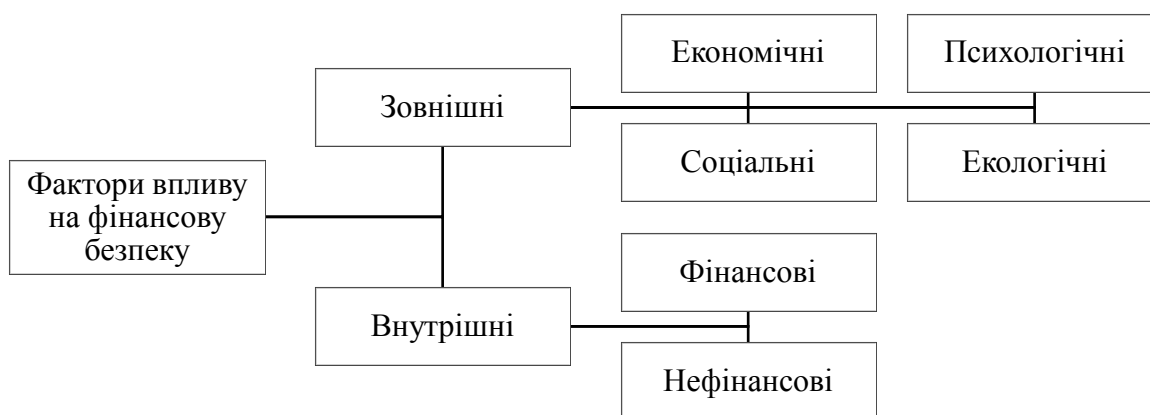 Економічні
Психологічні
Зовнішні
Соціальні
Екологічні
Фактори впливу
на фінансову
безпеку
Фінансові
Внутрішні
Нефінансові